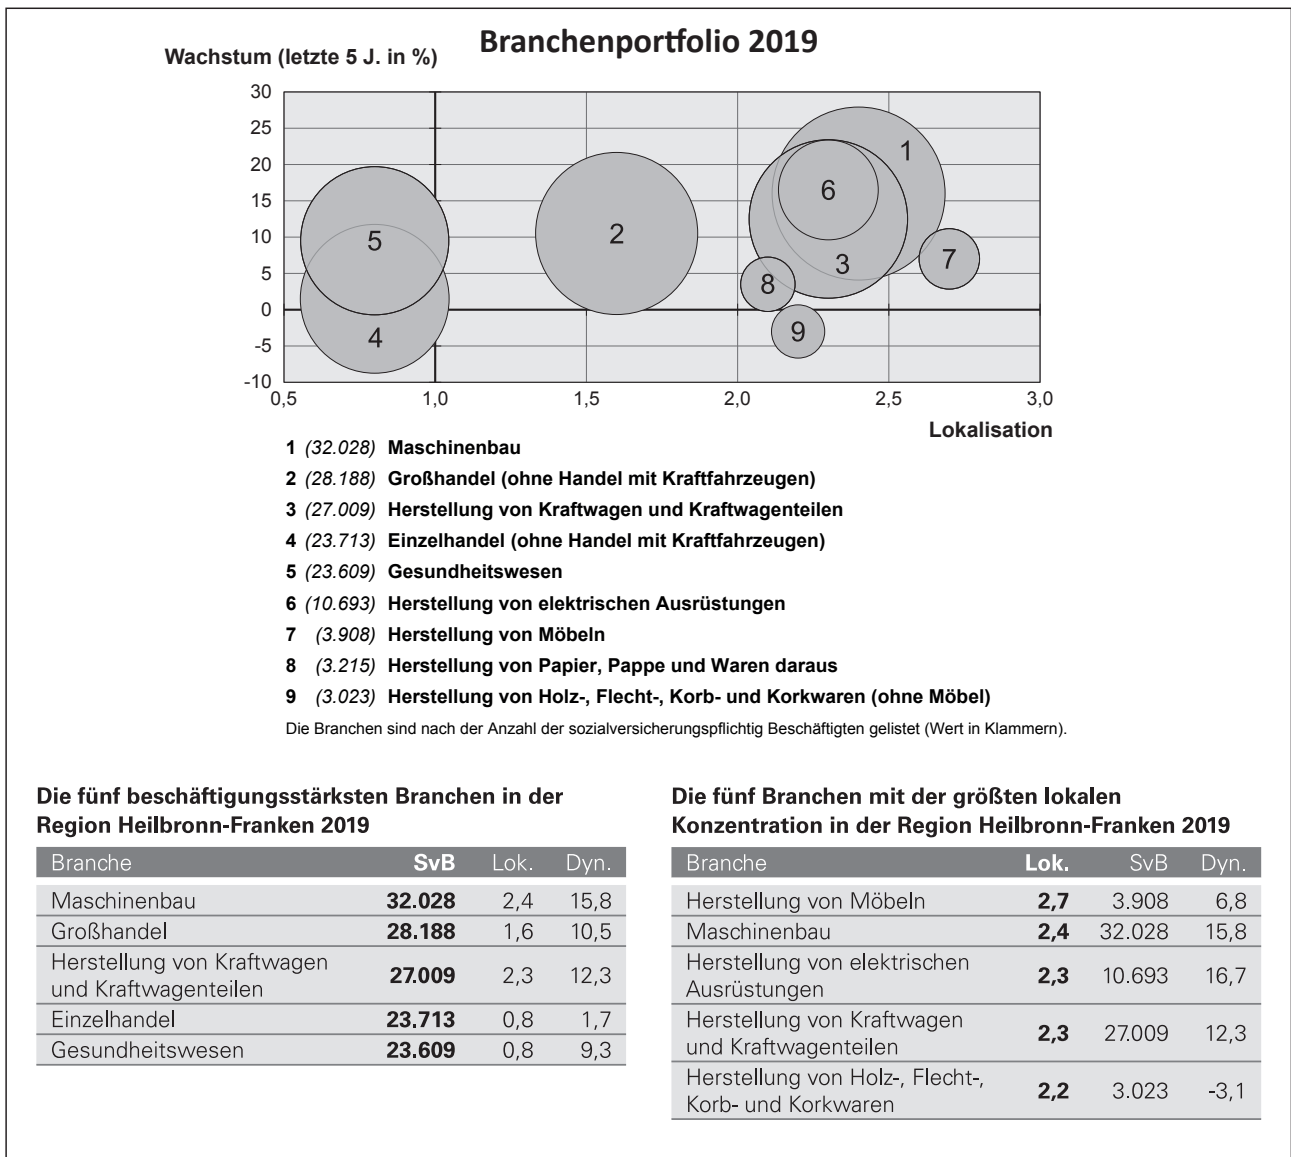 Branchenportfolio 2019
Wachstum (letzte 5 J. in %)
30
25
20
15
10
5
0
-5
-10
0,5 1,0 1,5 2,0 2,5 3,0
1
2
3
4
5
6
7
8
9
Lokalisation
1 (32.028) Maschinenbau
2 (28.188) Großhandel (ohne Handel mit Kraftfahrzeugen)
3 (27.009) Herstellung von Kraftwagen und Kraftwagenteilen
4 (23.713) Einzelhandel (ohne Handel mit Kraftfahrzeugen)
5 (23.609) Gesundheitswesen
6 (10.693) Herstellung von elektrischen Ausrüstungen
7 (3.908) Herstellung von Möbeln
8 (3.215) Herstellung von Papier, Pappe und Waren daraus
9 (3.023) Herstellung von Holz-, Flecht-, Korb- und Korkwaren (ohne Möbel)
Die Branchen sind nach der Anzahl der sozialversicherungspflichtig Beschäftigten gelistet (Wert in Klammern).
Die fünf beschäftigungsstärksten Branchen in der
Region Heilbronn-Franken 2019
Branche SvB Lok. Dyn.
Maschinenbau 32.028 2,4 15,8
Großhandel 28.188 1,6 10,5
Herstellung von Kraftwagen
und Kraftwagenteilen 27.009 2,3 12,3
Einzelhandel 23.713 0,8 1,7
Gesundheitswesen 23.609 0,8 9,3
Die fünf Branchen mit der größten lokalen
Konzentration in der Region Heilbronn-Franken 2019
Branche Lok. SvB Dyn.
Herstellung von Möbeln 2,7 3.908 6,8
Maschinenbau 2,4 32.028 15,8
Herstellung von elektrischen
Ausrüstungen 2,3 10.693 16,7
Herstellung von Kraftwagen
und Kraftwagenteilen 2,3 27.009 12,3
Herstellung von Holz-, Flecht-,
Korb- und Korkwaren 2,2 3.023 -3,1